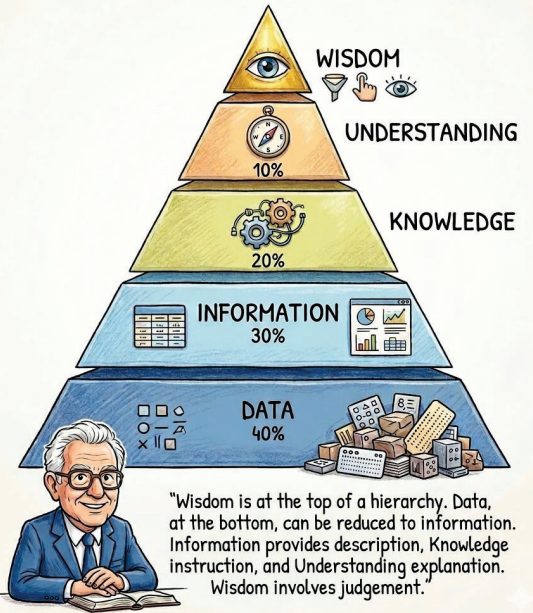 WISDOM
UNDERSTANDING
10%
KNOWLEDGE
20%
INFORMATION
30%
DATA
40%
"Wisdom is at the top of a hierarchy. Data,
at the bottom, can be reduced to information.
Information provides description, Knowledge
instruction, and Understanding explanation.
Wisdom involves judgement."